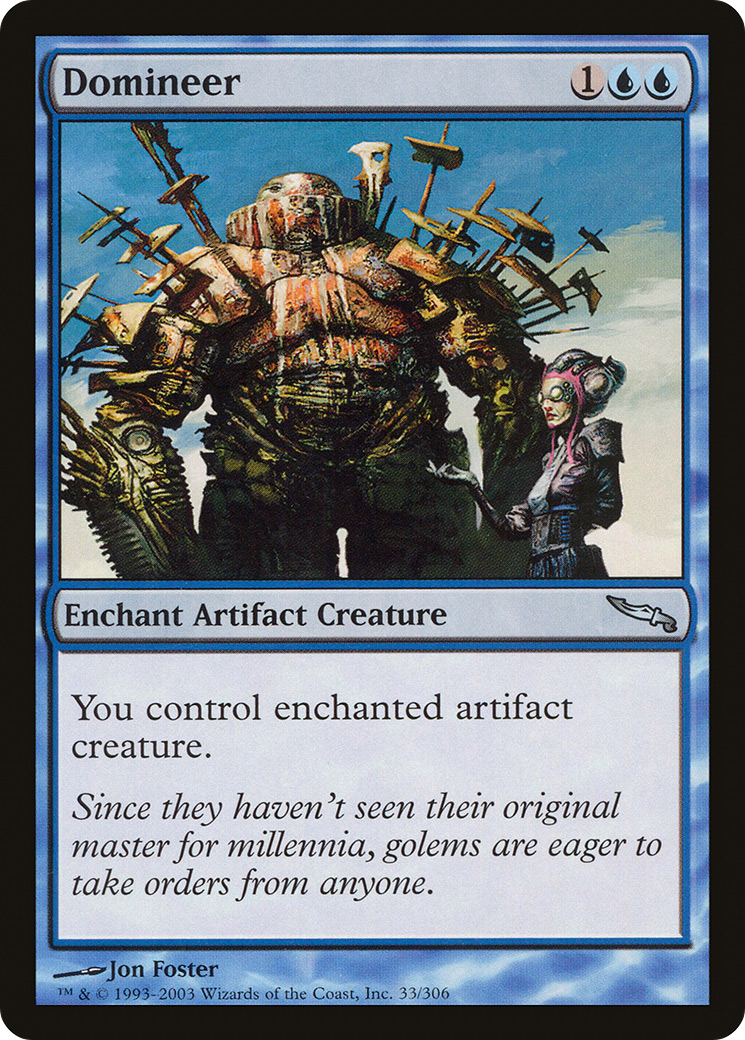 Domineer 1
Enchant Artifact Creature
You control enchanted artifact
creature.
Since they haven't seen their original
master for millennia, golems are eager to
take orders from anyone.
Jon Foster
™ & © 1993-2003 Wizards of the Coast, Inc. 33/306